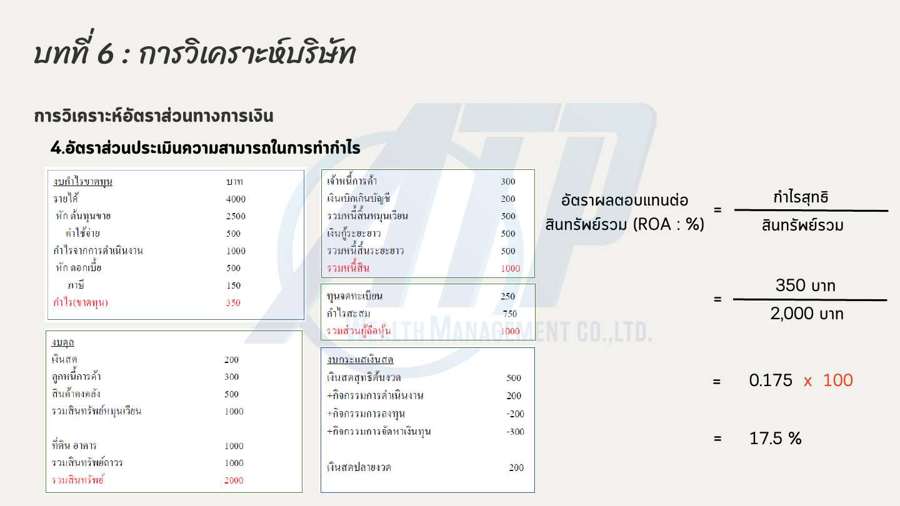 บทที่ 6 : การวิเคราะห์บริษัท
การวิเคราะห์อัตราส่วนทางการเงิน
4.อัตราส่วนประเมินความสามารถในการทำกำไร
งบกำไรขาดทุน บาท
รายได้ 4000
หัก ต้นทุนขาย 2500
ค่าใช้จ่าย 500
กำไรจากการดำเนินงาน 1000
หัก ดอกเบี้ย 500
ภาษี 150
กำไร(ขาดทุน) 350
งบดุล
เงินสด 200
ลูกหนี้การค้า 300
สินค้าคงคลัง 500
รวมสินทรัพย์หมุนเวียน 1000
ที่ดิน อาคาร 1000
รวมสินทรัพย์ถาวร 1000
รวมสินทรัพย์ 2000
เจ้าหนี้การค้า 300
เงินเบิกเกินบัญชี 200
รวมหนี้สินหมุนเวียน 500
เงินกู้ระยะยาว 500
รวมหนี้สินระยะยาว 500
รวมหนี้สิน 1000
ทุนจดทะเบียน 250
กำไรสะสม 750
รวมส่วนผู้ถือหุ้น 1000
งบกระแสเงินสด
เงินสดสุทธิต้นงวด 500
+กิจกรรมการดำเนินงาน 200
+กิจกรรมการลงทุน -200
+กิจกรรมการจัดหาเงินทุน -300
เงินสดปลายงวด 200
อัตราผลตอบแทนต่อ
สินทรัพย์รวม (ROA : %)
= กำไรสุทธิ
สินทรัพย์รวม
= 350 บาท
2,000 บาท
= 0.175 x 100
= 17.5 %
ATP
WEALTH MANAGEMENT CO.,LTD.